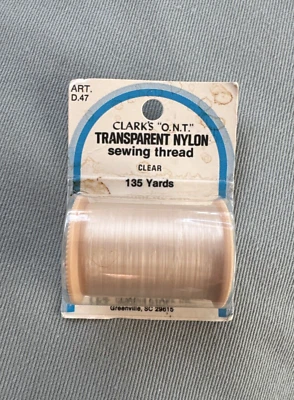 ART.
D.47
CLARK'S "O.N.T."
TRANSPARENT NYLON
sewing thread
CLEAR
135 Yards
Greenville, SC 29615